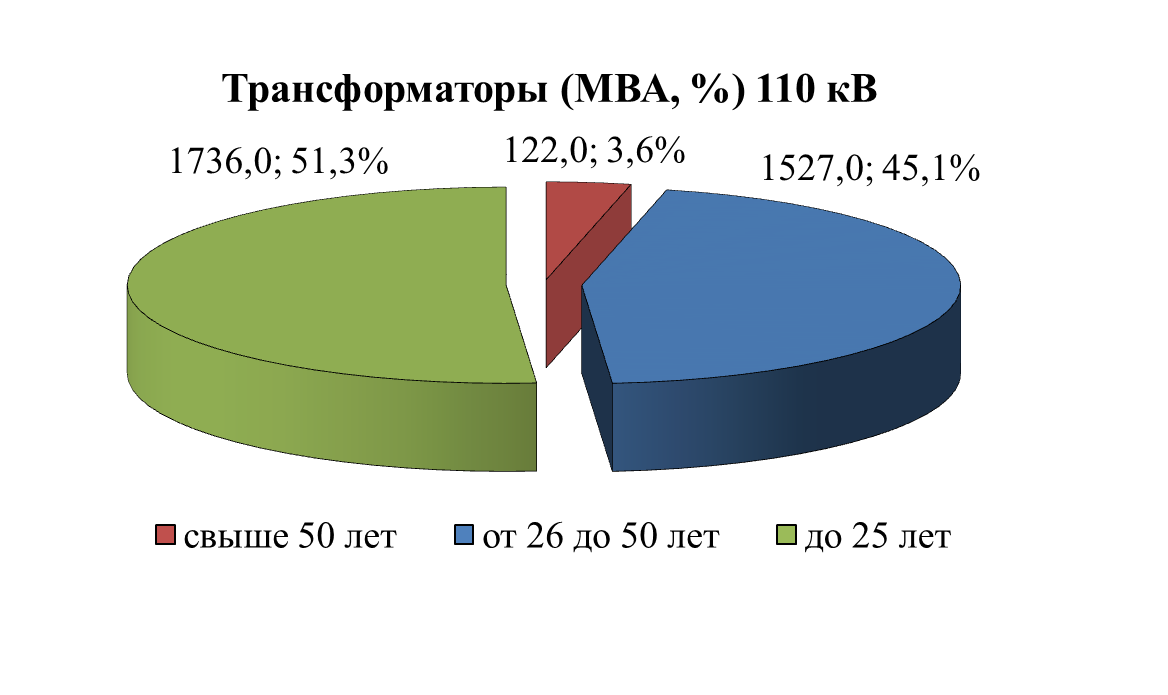 Трансформаторы (МВА, %) 110 кВ
1736,0; 51,3%
122,0; 3,6%
1527,0; 45,1%
свыше 50 лет
от 26 до 50 лет
до 25 лет